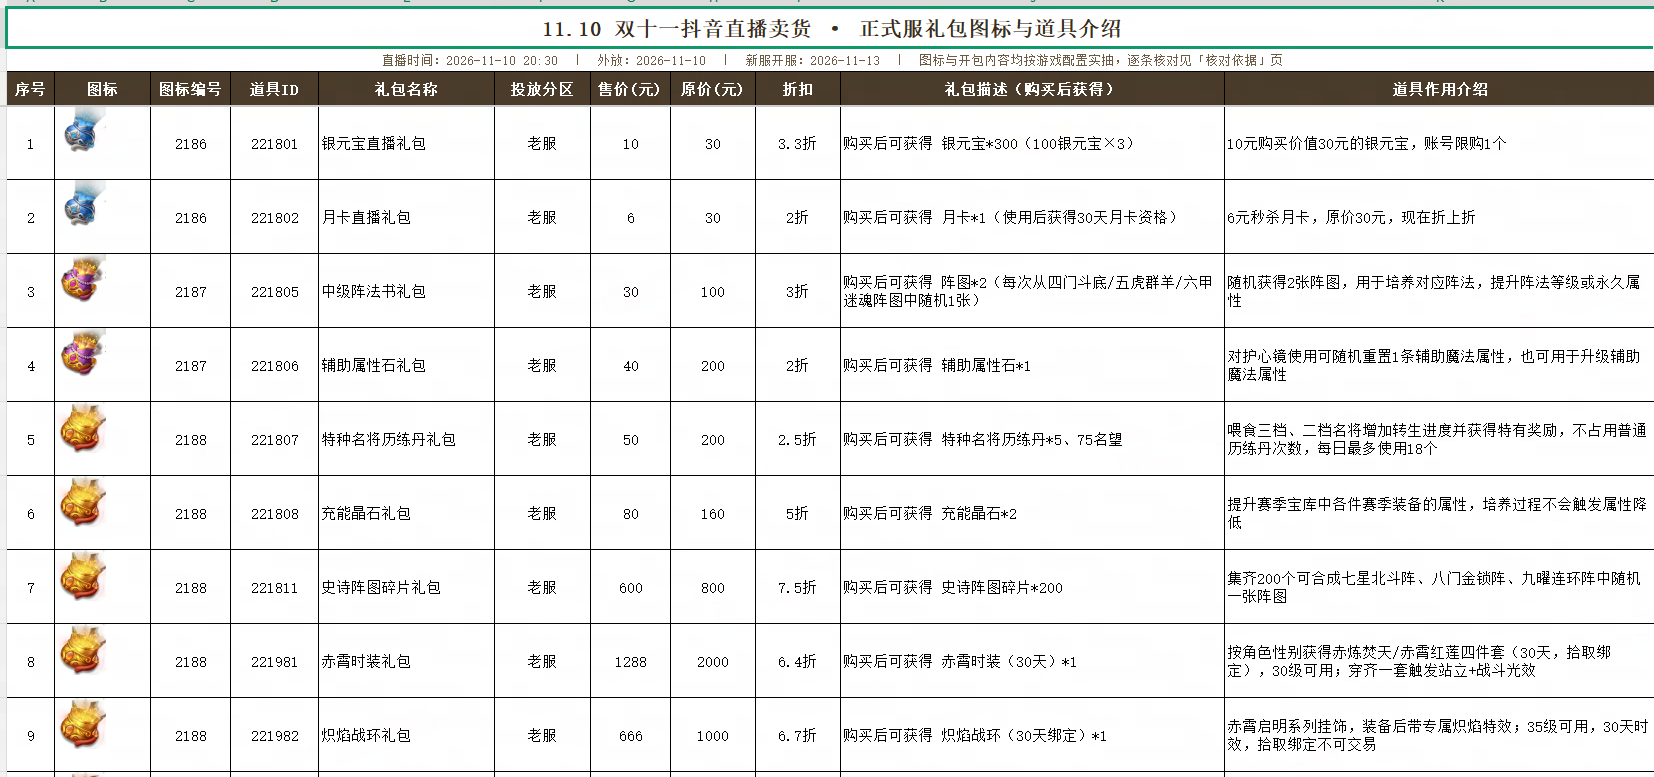 11.10 双十一抖音直播卖货 · 正式服礼包图标与道具介绍
直播时间：2026-11-10 20:30 | 外放：2026-11-10 | 新服开服：2026-11-13 | 图标与开包内容均按游戏配置实抽，逐条核对见「核对依据」页
序号 图标 图标编号 道具ID 礼包名称 投放分区 售价(元) 原价(元) 折扣 礼包描述（购买后可获得） 道具作用介绍
1 2186 221801 银元宝直播礼包 老服 10 30 3.3折 购买后可获得 银元宝*300（100银元宝×3） 10元购买价值30元的银元宝，账号限购1个
2 2186 221802 月卡直播礼包 老服 6 30 2折 购买后可获得 月卡*1（使用后获得30天月卡资格） 6元秒杀月卡，原价30元，现在折上折
3 2187 221805 中级阵法书礼包 老服 30 100 3折 购买后可获得 阵图*2（每次从四门斗底/五虎群羊/六甲
迷魂阵图中随机1张） 随机获得2张阵图，用于培养对应阵法，提升阵法等级或永久属
性
4 2187 221806 辅助属性石礼包 老服 40 200 2折 购买后可获得 辅助属性石*1 对护心镜使用可随机重置1条辅助魔法属性，也可用于升级辅助
魔法属性
5 2188 221807 特种名将历练丹礼包 老服 50 200 2.5折 购买后可获得 特种名将历练丹*5、75名望 喂食三档、二档名将增加转生进度并获得特有奖励，不占用普通
历练丹次数，每日最多使用18个
6 2188 221808 充能晶石礼包 老服 80 160 5折 购买后可获得 充能晶石*2 提升赛季宝库中各件赛季装备的属性，培养过程不会触发属性降
低
7 2188 221811 史诗阵图碎片礼包 老服 600 800 7.5折 购买后可获得 史诗阵图碎片*200 集齐200个可合成七星北斗阵、八门金锁阵、九曜连环阵中随机
一张阵图
8 2188 221981 赤霄时装礼包 老服 1288 2000 6.4折 购买后可获得 赤霄时装（30天）*1 按角色性别获得赤炼焚天/赤霄红莲四件套（30天，拾取绑
定），30级可用；穿齐一套触发站立+战斗光效
9 2188 221982 炽焰战环礼包 老服 666 1000 6.7折 购买后可获得 炽焰战环（30天绑定）*1 赤霄启明系列挂饰，装备后带专属炽焰特效；35级可用，30天时
效，拾取绑定不可交易